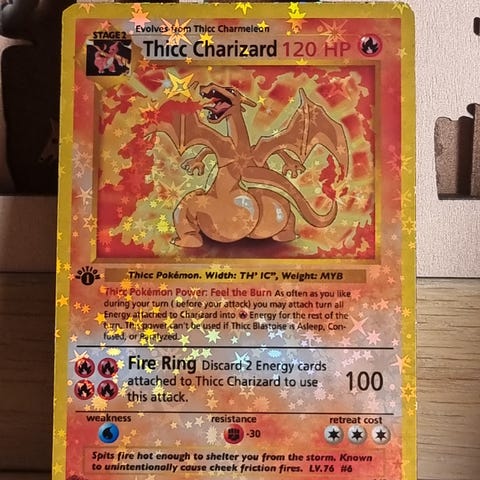 Evolves from Thicc Charmeleon
STAGE2
Thicc Charizard 120 HP
EDITION
1
Thicc Pokémon. Width: TH' IC", Weight: MYB
Thicc Pokémon Power: Feel the Burn As often as you like
during your turn ( before your attack) you may attach turn all
Energy attached to Charizard into Energy for the rest of the
turn. This power can't be used if Thicc Blastoise is Asleep, Con-
fused, or Paralyzed.
Fire Ring Discard 2 Energy cards
attached to Thicc Charizard to use
this attack.
100
weakness
resistance
retreat cost
-30
Spits fire hot enough to shelter you from the storm. Known
to unintentionally cause cheek friction fires. LV.76 #6